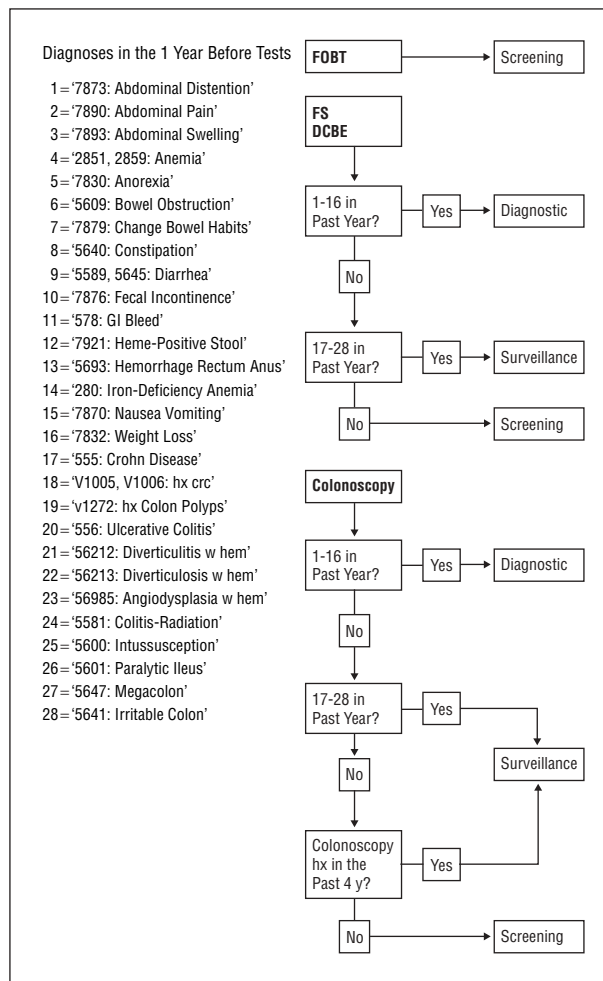 Diagnoses in the 1 Year Before Tests
1=‘7873: Abdominal Distention’
2=‘7890: Abdominal Pain’
3=‘7893: Abdominal Swelling’
4=‘2851, 2859: Anemia’
5=‘7830: Anorexia’
6=‘5609: Bowel Obstruction’
7=‘7879: Change Bowel Habits’
8=‘5640: Constipation’
9=‘5589, 5645: Diarrhea’
10=‘7876: Fecal Incontinence’
11=‘578: GI Bleed’
12=‘7921: Heme-Positive Stool’
13=‘5693: Hemorrhage Rectum Anus’
14=‘280: Iron-Deficiency Anemia’
15=‘7870: Nausea Vomiting’
16=‘7832: Weight Loss’
17=‘555: Crohn Disease’
18=‘V1005, V1006: hx crc’
19=‘v1272: hx Colon Polyps’
20=‘556: Ulcerative Colitis’
21=‘56212: Diverticulitis w hem’
22=‘56213: Diverticulosis w hem’
23=‘56985: Angiodysplasia w hem’
24=‘5581: Colitis-Radiation’
25=‘5600: Intussusception’
26=‘5601: Paralytic Ileus’
27=‘5647: Megacolon’
28=‘5641: Irritable Colon’
FOBT
Screening
FS
DCBE
1-16 in
Past Year?
Yes
Diagnostic
No
17-28 in
Past Year?
Yes
Surveillance
No
Screening
Colonoscopy
1-16 in
Past Year?
Yes
Diagnostic
No
17-28 in
Past Year?
Yes
Surveillance
No
Colonoscopy
hx in the
Past 4 y?
Yes
No
Screening